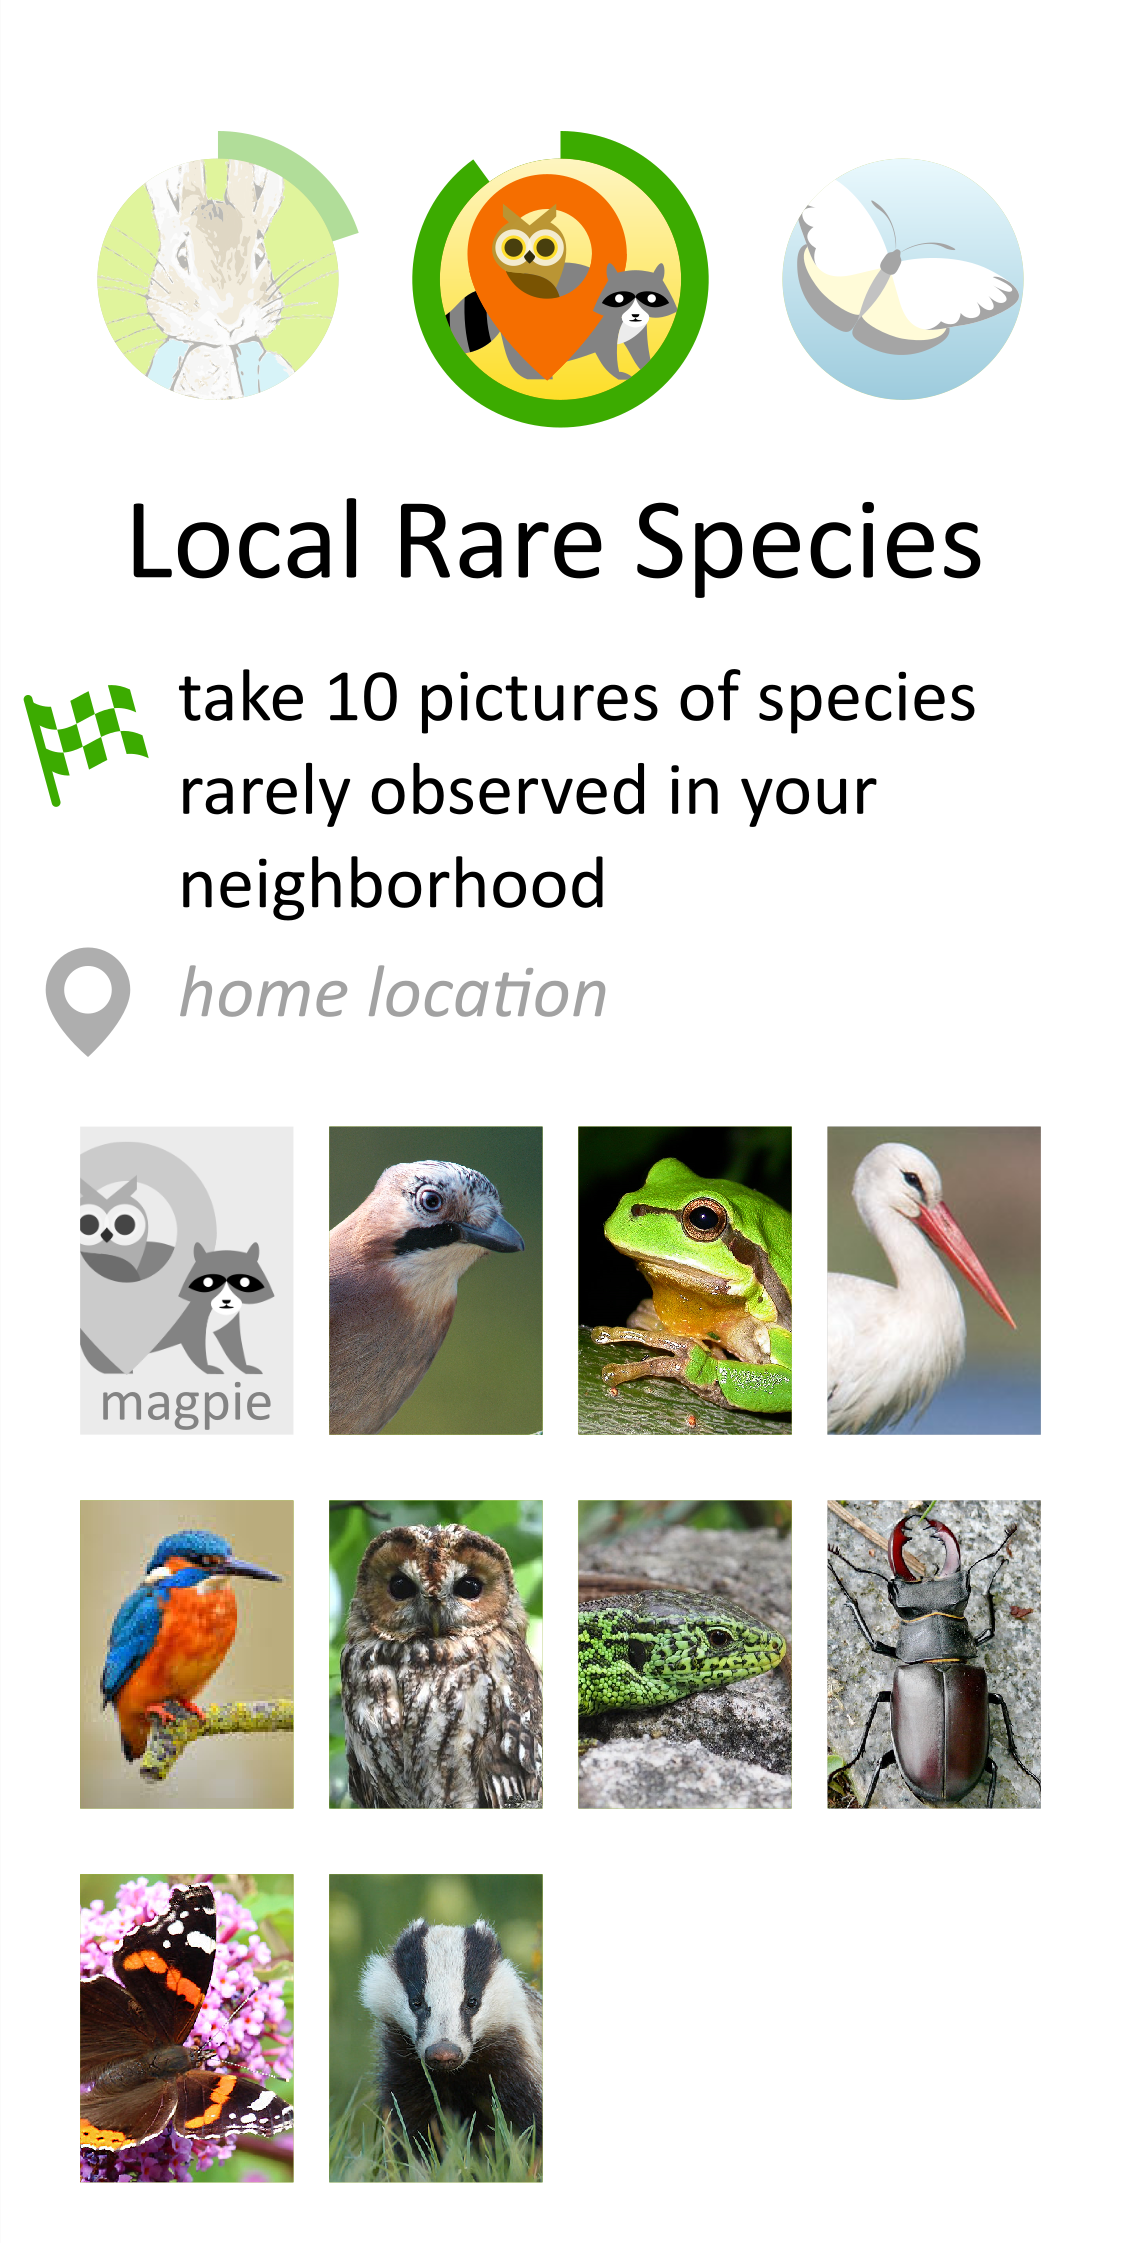 Local Rare Species
take 10 pictures of species
rarely observed in your
neighborhood
home location
magpie